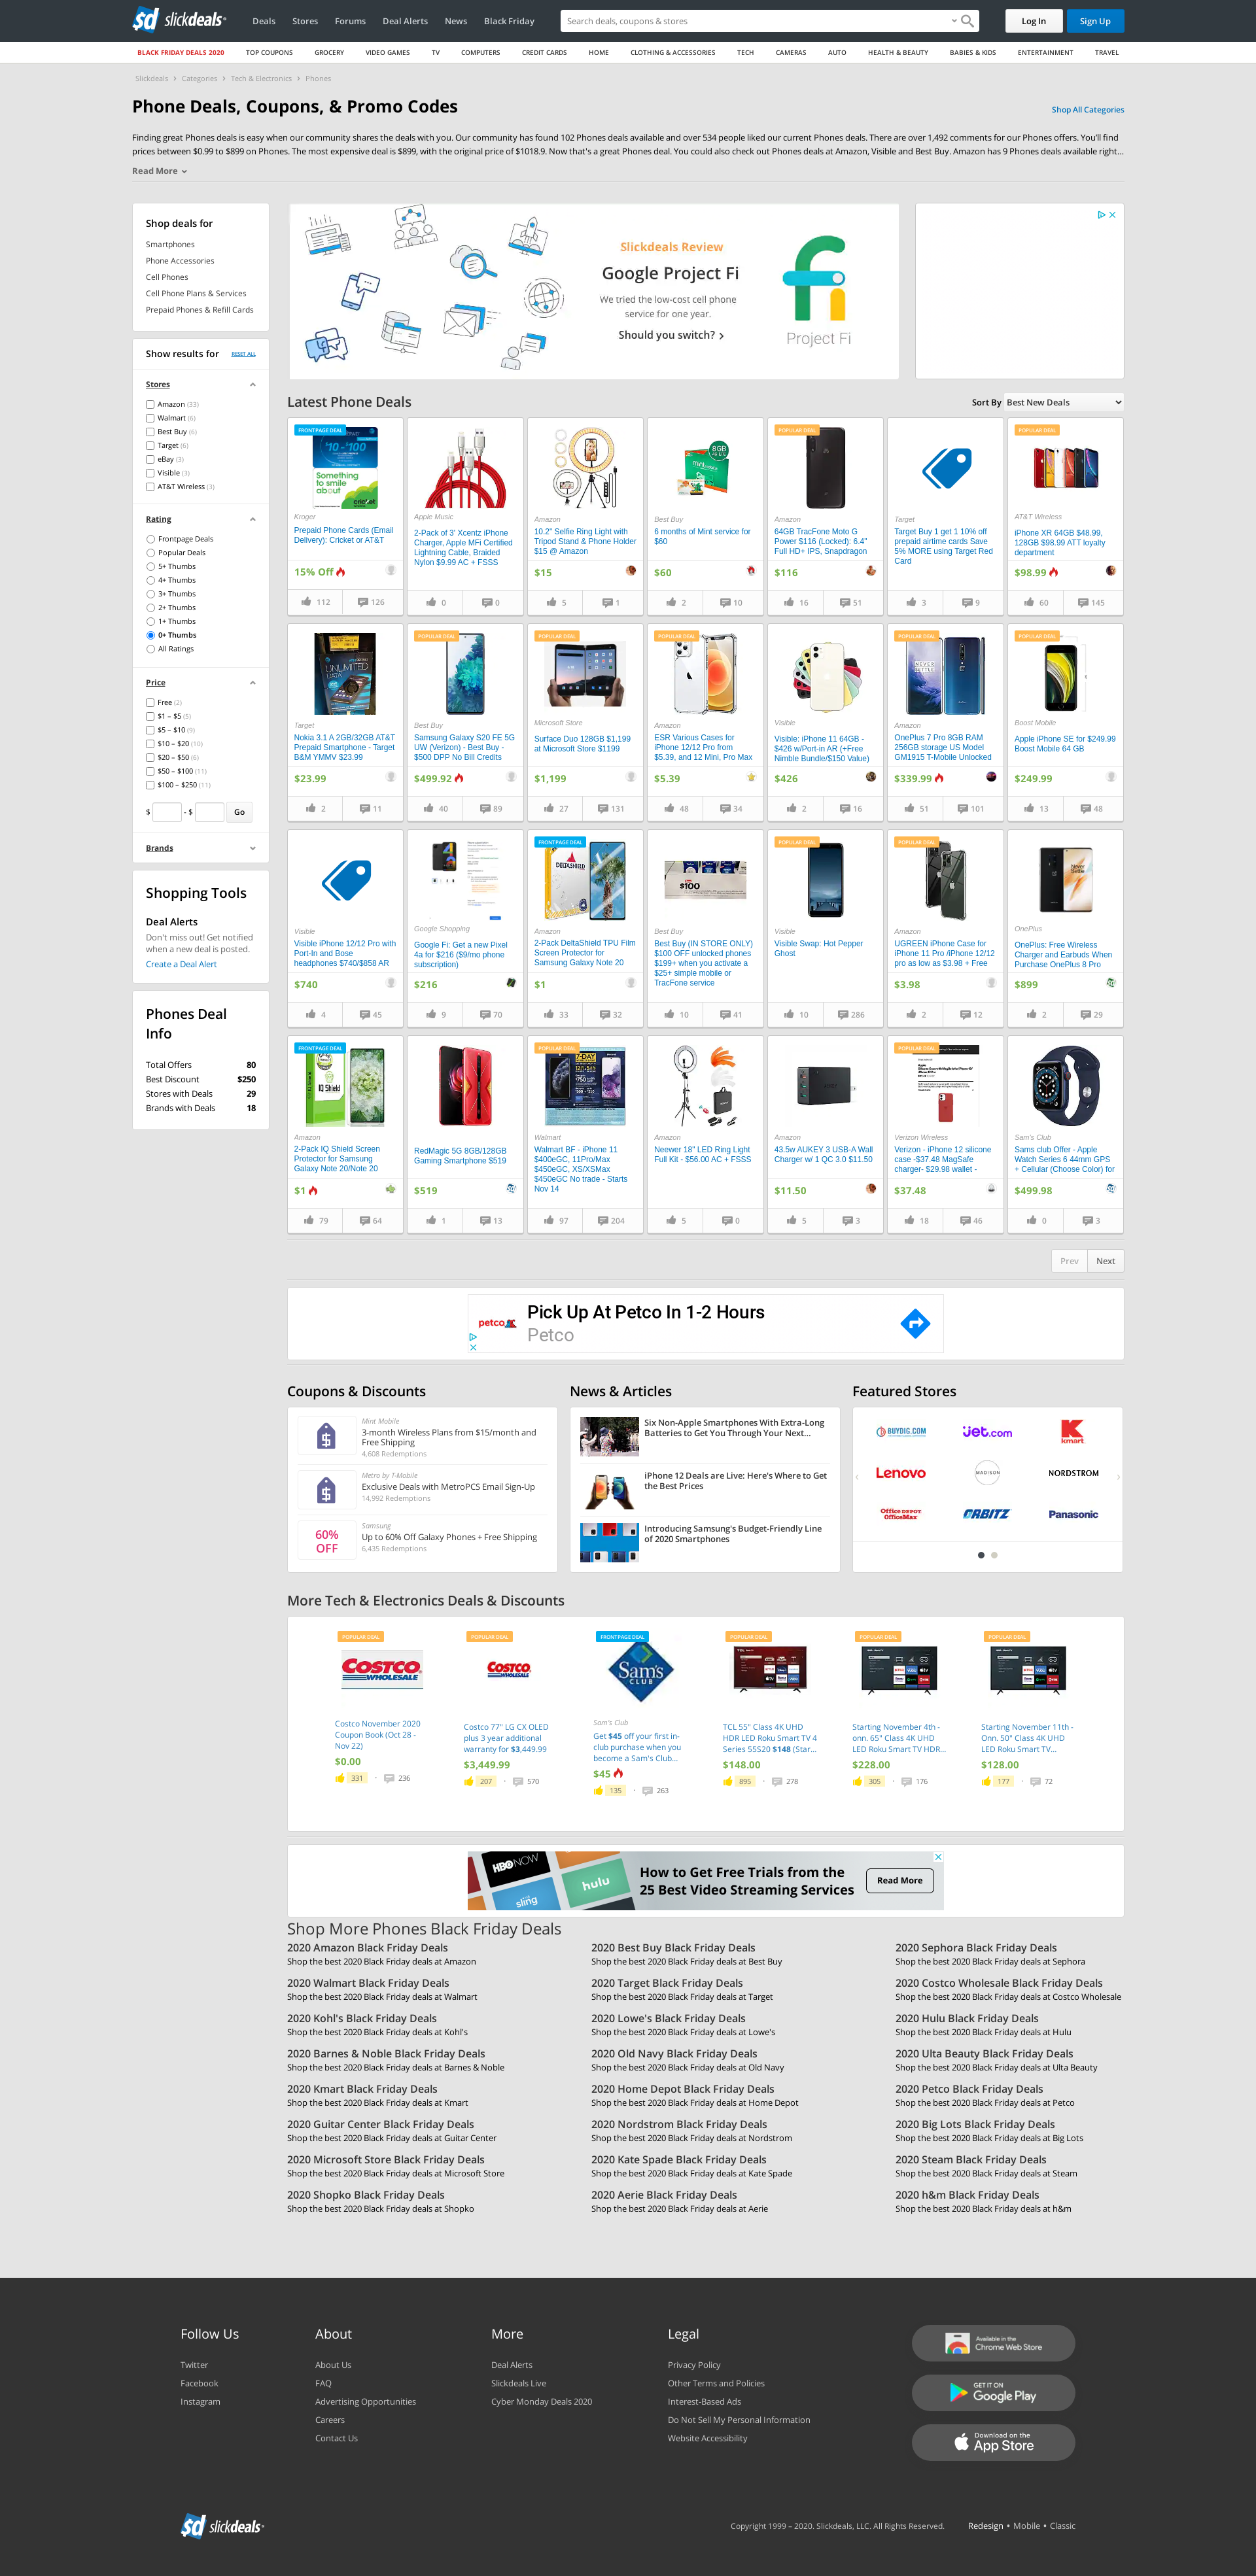 sd slickdeals
Deals Stores Forums Deal Alerts News Black Friday
Search deals, coupons & stores
Log In
Sign Up
BLACK FRIDAY DEALS 2020 TOP COUPONS GROCERY VIDEO GAMES TV COMPUTERS CREDIT CARDS HOME CLOTHING & ACCESSORIES TECH CAMERAS AUTO HEALTH & BEAUTY BABIES & KIDS ENTERTAINMENT TRAVEL
Slickdeals > Categories > Tech & Electronics > Phones
Phone Deals, Coupons, & Promo Codes
Shop All Categories
Finding great Phones deals is easy when our community shares the deals with you. Our community has found 102 Phones deals available and over 534 people liked our current Phones deals. There are over 1,492 comments for our Phones offers. You'll find
prices between $0.99 to $899 on Phones. The most expensive deal is $899, with the original price of $1018.9. Now that's a great Phones deal. You could also check out Phones deals at Amazon, Visible and Best Buy. Amazon has 9 Phones deals available right...
Read More
Shop deals for
Smartphones
Phone Accessories
Cell Phones
Cell Phone Plans & Services
Prepaid Phones & Refill Cards
Show results for
RESET ALL
Stores
Amazon (33)
Walmart (6)
Best Buy (6)
Target (6)
eBay (3)
Visible (3)
AT&T Wireless (3)
Rating
Frontpage Deals
Popular Deals
5+ Thumbs
4+ Thumbs
3+ Thumbs
2+ Thumbs
1+ Thumbs
0+ Thumbs
All Ratings
Price
Free (2)
$1 – $5 (5)
$5 – $10 (9)
$10 – $20 (10)
$20 – $50 (6)
$50 – $100 (11)
$100 – $250 (11)
$ - $ Go
Brands
Shopping Tools
Deal Alerts
Don't miss out! Get notified
when a new deal is posted.
Create a Deal Alert
Phones Deal
Info
Total Offers 80
Best Discount $250
Stores with Deals 29
Brands with Deals 18
Slickdeals Review
Google Project Fi
We tried the low-cost cell phone
service for one year.
Should you switch? >
Project Fi
Latest Phone Deals
Sort By Best New Deals
FRONTPAGE DEAL
$10-$100
Something
to smile
about
cricket
Kroger
Prepaid Phone Cards (Email
Delivery): Cricket or AT&T
15% Off
112 126
Apple Music
2-Pack of 3' Xcentz iPhone
Charger, Apple MFi Certified
Lightning Cable, Braided
Nylon $9.99 AC + FSSS
0 0
Amazon
10.2" Selfie Ring Light with
Tripod Stand & Phone Holder
$15 @ Amazon
$15
5 1
8GB
mint
Best Buy
6 months of Mint service for
$60
$60
2 10
POPULAR DEAL
Amazon
64GB TracFone Moto G
Power $116 (Locked): 6.4"
Full HD+ IPS, Snapdragon
$116
16 51
Target
Target Buy 1 get 1 10% off
prepaid airtime cards Save
5% MORE using Target Red
Card
3 9
POPULAR DEAL
AT&T Wireless
iPhone XR 64GB $48.99,
128GB $98.99 ATT loyalty
department
$98.99
60 145
UNLIMITED
DATA
Target
Nokia 3.1 A 2GB/32GB AT&T
Prepaid Smartphone - Target
B&M YMMV $23.99
$23.99
2 11
POPULAR DEAL
Best Buy
Samsung Galaxy S20 FE 5G
UW (Verizon) - Best Buy -
$500 DPP No Bill Credits
$499.92
40 89
POPULAR DEAL
Microsoft Store
Surface Duo 128GB $1,199
at Microsoft Store $1199
$1,199
27 131
POPULAR DEAL
Amazon
ESR Various Cases for
iPhone 12/12 Pro from
$5.39, and 12 Mini, Pro Max
$5.39
48 34
Visible
Visible: iPhone 11 64GB -
$426 w/Port-in AR (+Free
Nimble Bundle/$150 Value)
$426
2 16
POPULAR DEAL
Amazon
OnePlus 7 Pro 8GB RAM
256GB storage US Model
GM1915 T-Mobile Unlocked
$339.99
51 101
POPULAR DEAL
Boost Mobile
Apple iPhone SE for $249.99
Boost Mobile 64 GB
$249.99
13 48
Visible
Visible iPhone 12/12 Pro with
Port-In and Bose
headphones $740/$858 AR
$740
4 45
Google Shopping
Google Fi: Get a new Pixel
4a for $216 ($9/mo phone
subscription)
$216
9 70
FRONTPAGE DEAL
DELTASHIELD
Amazon
2-Pack DeltaShield TPU Film
Screen Protector for
Samsung Galaxy Note 20
$1
33 32
$100
Best Buy
Best Buy (IN STORE ONLY)
$100 OFF unlocked phones
$199+ when you activate a
$25+ simple mobile or
TracFone service
10 41
POPULAR DEAL
Visible
Visible Swap: Hot Pepper
Ghost
10 286
POPULAR DEAL
Amazon
UGREEN iPhone Case for
iPhone 11 Pro /iPhone 12/12
pro as low as $3.98 + Free
$3.98
2 12
OnePlus
OnePlus: Free Wireless
Charger and Earbuds When
Purchase OnePlus 8 Pro
$899
2 29
FRONTPAGE DEAL
IQ Shield
Amazon
2-Pack IQ Shield Screen
Protector for Samsung
Galaxy Note 20/Note 20
$1
79 64
RedMagic 5G 8GB/128GB
Gaming Smartphone $519
$519
1 13
POPULAR DEAL
Walmart
Walmart BF - iPhone 11
$400eGC, 11Pro/Max
$450eGC, XS/XSMax
$450eGC No trade - Starts
Nov 14
97 204
Amazon
Neewer 18" LED Ring Light
Full Kit - $56.00 AC + FSSS
5 0
Amazon
43.5w AUKEY 3 USB-A Wall
Charger w/ 1 QC 3.0 $11.50
$11.50
5 3
POPULAR DEAL
Verizon Wireless
Verizon - iPhone 12 silicone
case -$37.48 MagSafe
charger- $29.98 wallet -
$37.48
18 46
Sam's Club
Sams club Offer - Apple
Watch Series 6 44mm GPS
+ Cellular (Choose Color) for
$499.98
0 3
Prev Next
petco
Pick Up At Petco In 1-2 Hours
Petco
Coupons & Discounts
Mint Mobile
3-month Wireless Plans from $15/month and
Free Shipping
4,608 Redemptions
Metro by T-Mobile
Exclusive Deals with MetroPCS Email Sign-Up
14,992 Redemptions
60%
OFF
Samsung
Up to 60% Off Galaxy Phones + Free Shipping
6,435 Redemptions
News & Articles
Six Non-Apple Smartphones With Extra-Long
Batteries to Get You Through Your Next...
iPhone 12 Deals are Live: Here's Where to Get
the Best Prices
Introducing Samsung's Budget-Friendly Line
of 2020 Smartphones
Featured Stores
BUYDIG.COM
jet.com
kmart
Lenovo
MADISON
NORDSTROM
Office DEPOT
OfficeMax
ORBITZ
Panasonic
More Tech & Electronics Deals & Discounts
POPULAR DEAL
COSTCO
WHOLESALE
Costco November 2020
Coupon Book (Oct 28 -
Nov 22)
$0.00
331 · 236
POPULAR DEAL
COSTCO
WHOLESALE
Costco 77" LG CX OLED
plus 3 year additional
warranty for $3,449.99
$3,449.99
207 · 570
FRONTPAGE DEAL
Sam's
CLUB
Sam's Club
Get $45 off your first in-
club purchase when you
become a Sam's Club...
$45
135 · 263
POPULAR DEAL
TCL 55" Class 4K UHD
HDR LED Roku Smart TV 4
Series 55S20 $148 (Star...
$148.00
895 · 278
POPULAR DEAL
Starting November 4th -
onn. 65" Class 4K UHD
LED Roku Smart TV HDR...
$228.00
305 · 176
POPULAR DEAL
Starting November 11th -
Onn. 50" Class 4K UHD
LED Roku Smart TV...
$128.00
177 · 72
HBO NOW
sling
hulu
How to Get Free Trials from the
25 Best Video Streaming Services
Read More
Shop More Phones Black Friday Deals
2020 Amazon Black Friday Deals
Shop the best 2020 Black Friday deals at Amazon
2020 Best Buy Black Friday Deals
Shop the best 2020 Black Friday deals at Best Buy
2020 Sephora Black Friday Deals
Shop the best 2020 Black Friday deals at Sephora
2020 Walmart Black Friday Deals
Shop the best 2020 Black Friday deals at Walmart
2020 Target Black Friday Deals
Shop the best 2020 Black Friday deals at Target
2020 Costco Wholesale Black Friday Deals
Shop the best 2020 Black Friday deals at Costco Wholesale
2020 Kohl's Black Friday Deals
Shop the best 2020 Black Friday deals at Kohl's
2020 Lowe's Black Friday Deals
Shop the best 2020 Black Friday deals at Lowe's
2020 Hulu Black Friday Deals
Shop the best 2020 Black Friday deals at Hulu
2020 Barnes & Noble Black Friday Deals
Shop the best 2020 Black Friday deals at Barnes & Noble
2020 Old Navy Black Friday Deals
Shop the best 2020 Black Friday deals at Old Navy
2020 Ulta Beauty Black Friday Deals
Shop the best 2020 Black Friday deals at Ulta Beauty
2020 Kmart Black Friday Deals
Shop the best 2020 Black Friday deals at Kmart
2020 Home Depot Black Friday Deals
Shop the best 2020 Black Friday deals at Home Depot
2020 Petco Black Friday Deals
Shop the best 2020 Black Friday deals at Petco
2020 Guitar Center Black Friday Deals
Shop the best 2020 Black Friday deals at Guitar Center
2020 Nordstrom Black Friday Deals
Shop the best 2020 Black Friday deals at Nordstrom
2020 Big Lots Black Friday Deals
Shop the best 2020 Black Friday deals at Big Lots
2020 Microsoft Store Black Friday Deals
Shop the best 2020 Black Friday deals at Microsoft Store
2020 Kate Spade Black Friday Deals
Shop the best 2020 Black Friday deals at Kate Spade
2020 Steam Black Friday Deals
Shop the best 2020 Black Friday deals at Steam
2020 Shopko Black Friday Deals
Shop the best 2020 Black Friday deals at Shopko
2020 Aerie Black Friday Deals
Shop the best 2020 Black Friday deals at Aerie
2020 h&m Black Friday Deals
Shop the best 2020 Black Friday deals at h&m
Follow Us
Twitter
Facebook
Instagram
About
About Us
FAQ
Advertising Opportunities
Careers
Contact Us
More
Deal Alerts
Slickdeals Live
Cyber Monday Deals 2020
Legal
Privacy Policy
Other Terms and Policies
Interest-Based Ads
Do Not Sell My Personal Information
Website Accessibility
Available in the
Chrome Web Store
GET IT ON
Google Play
Download on the
App Store
sd slickdeals
Copyright 1999 – 2020. Slickdeals, LLC. All Rights Reserved.
Redesign • Mobile • Classic